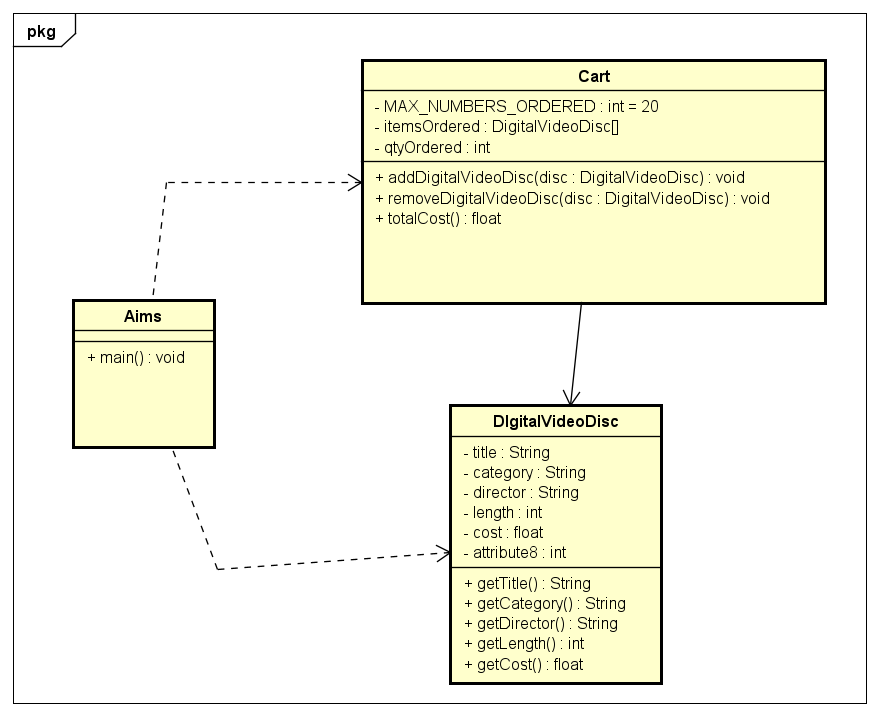 pkg
Cart
- MAX_NUMBERS_ORDERED : int = 20
- itemsOrdered : DigitalVideoDisc[]
- qtyOrdered : int
+ addDigitalVideoDisc(disc : DigitalVideoDisc) : void
+ removeDigitalVideoDisc(disc : DigitalVideoDisc) : void
+ totalCost() : float
Aims
+ main() : void
DIgitalVideoDisc
- title : String
- category : String
- director : String
- length : int
- cost : float
- attribute8 : int
+ getTitle() : String
+ getCategory() : String
+ getDirector() : String
+ getLength() : int
+ getCost() : float